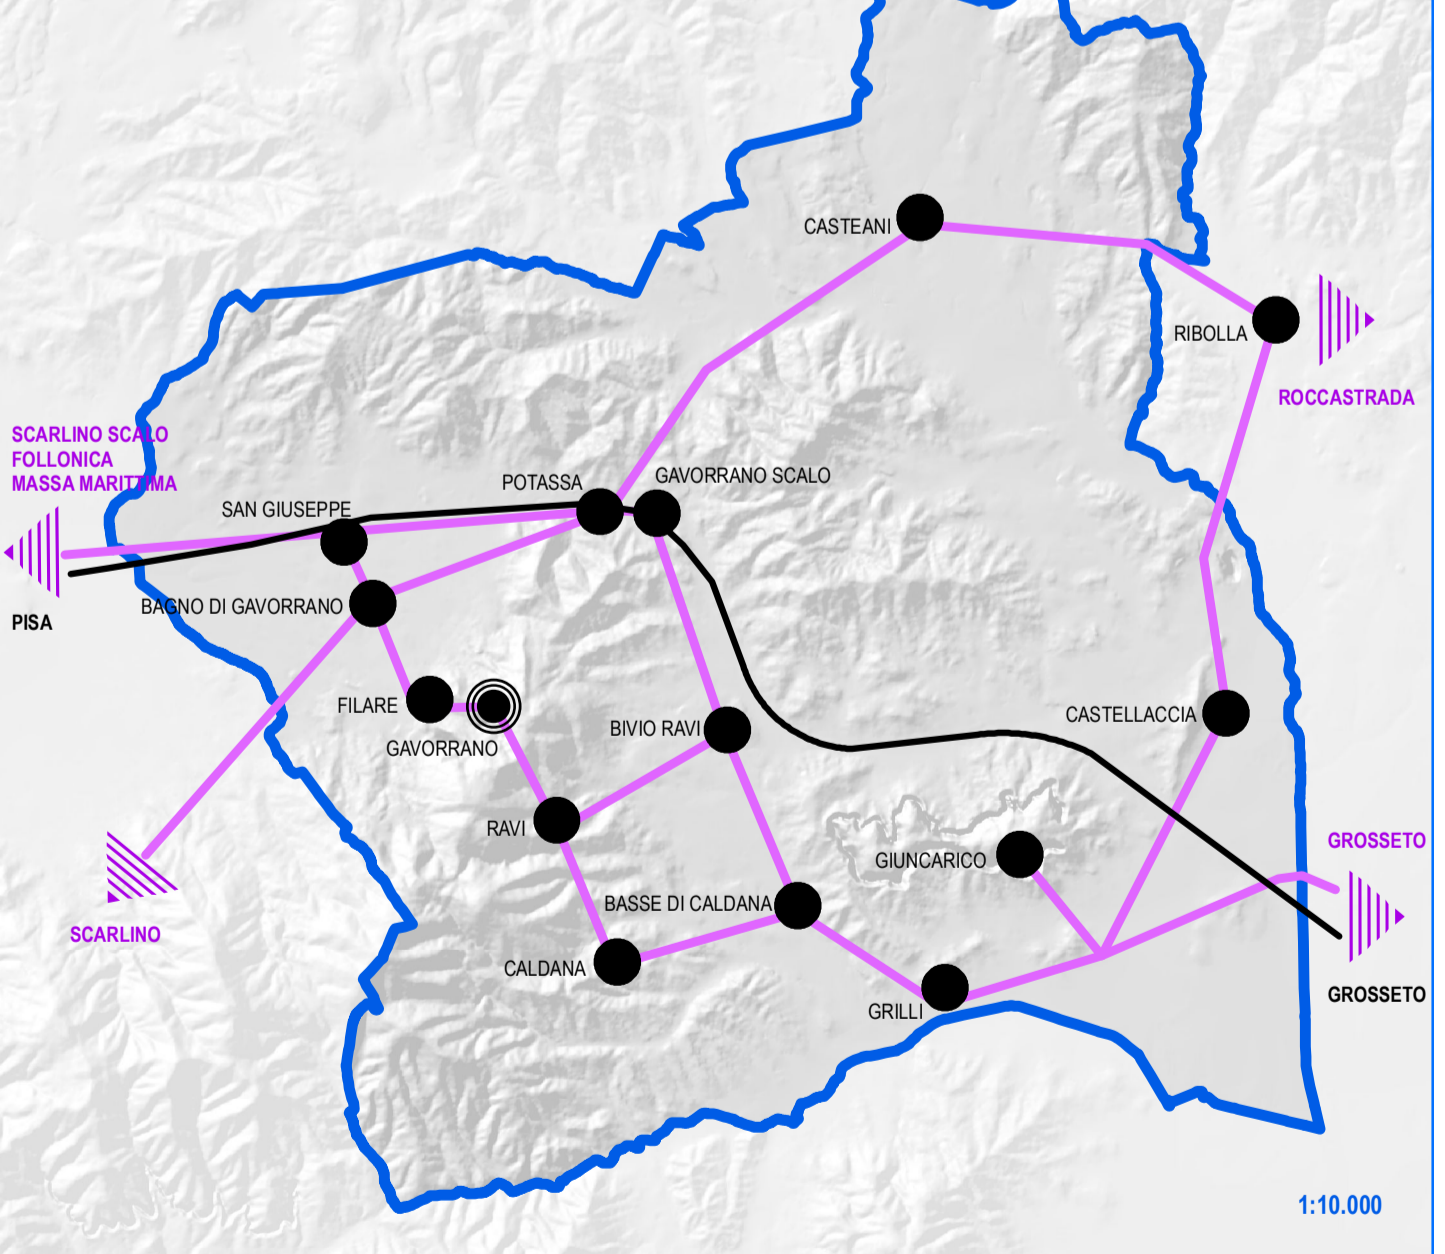 CASTEANI
RIBOLLA
ROCCASTRADA
SCARLINO SCALO
FOLLONICA
MASSA MARITTIMA
POTASSA
GAVORRANO SCALO
SAN GIUSEPPE
BAGNO DI GAVORRANO
PISA
FILARE
GAVORRANO
BIVIO RAVI
CASTELLACCIA
RAVI
GIUNCARICO
GROSSETO
BASSE DI CALDANA
SCARLINO
CALDANA
GRILLI
GROSSETO
1:10.000